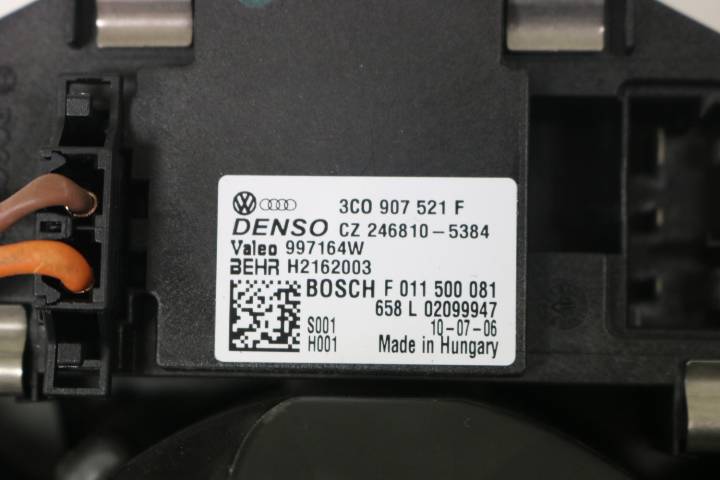 3C0 907 521 F
DENSO CZ 246810-5384
Valeo 997164W
BEHR H2162003
BOSCH F 011 500 081
658 L 02099947
S001 10-07-06
H001 Made in Hungary